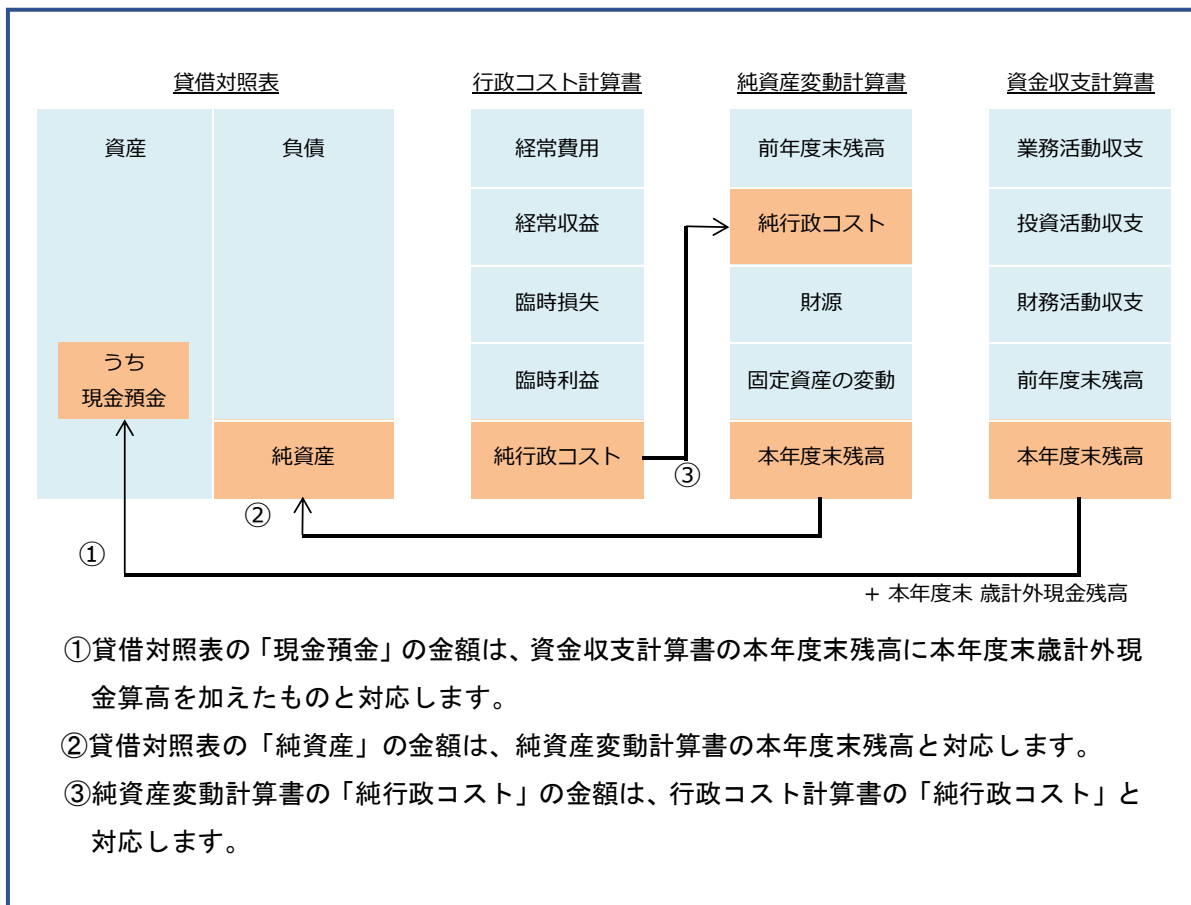 貸借対照表
資産
負債
うち
現金預金
純資産
行政コスト計算書
経常費用
経常収益
臨時損失
臨時利益
純行政コスト
純資産変動計算書
前年度末残高
純行政コスト
財源
固定資産の変動
本年度末残高
資金収支計算書
業務活動収支
投資活動収支
財務活動収支
前年度末残高
本年度末残高
③
②
①
+ 本年度末 歳計外現金残高
①貸借対照表の「現金預金」の金額は、資金収支計算書の本年度末残高に本年度末歳計外現
金算高を加えたものと対応します。
②貸借対照表の「純資産」の金額は、純資産変動計算書の本年度末残高と対応します。
③純資産変動計算書の「純行政コスト」の金額は、行政コスト計算書の「純行政コスト」と
対応します。